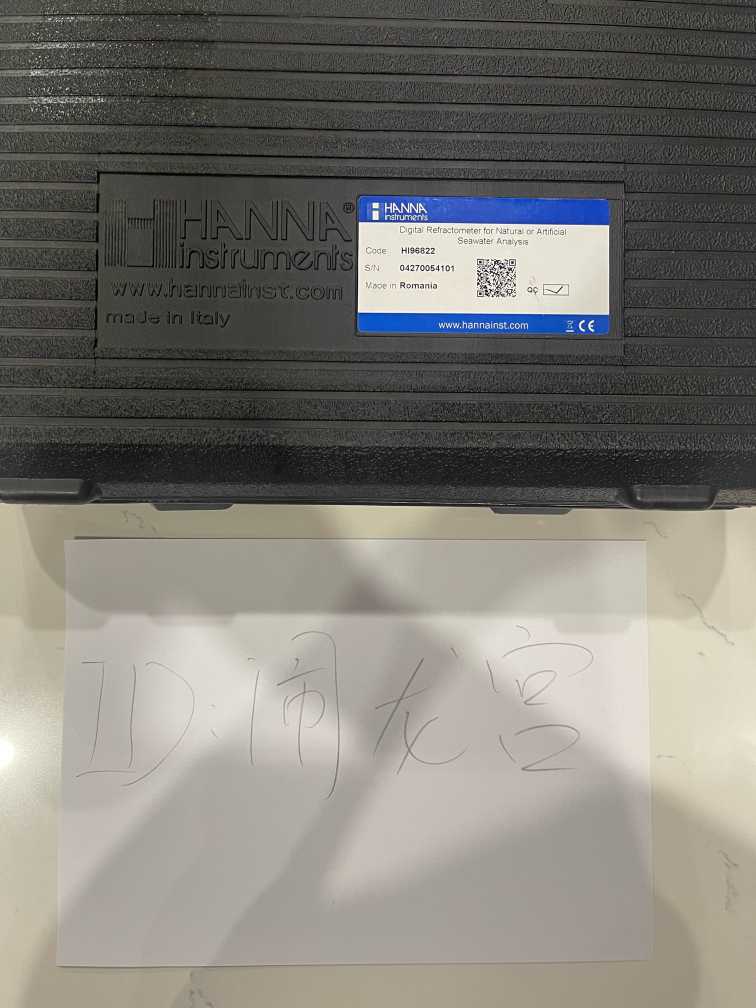 HANNA®
instruments
www.hannainst.com
made in Italy
HANNA
instruments
Digital Refractometer for Natural or Artificial
Seawater Analysis
Code HI96822
S/N 04270054101
Made in Romania
QC
www.hannainst.com CE
ID:闹龙宫